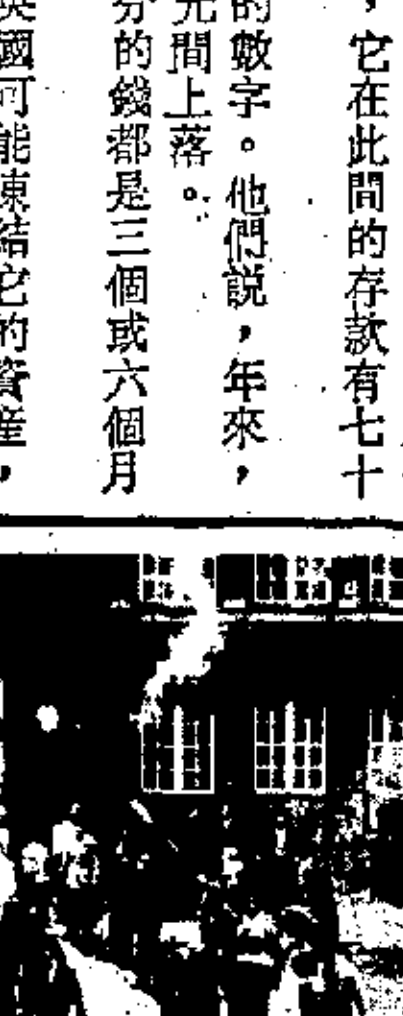 ，它在此間的存款有七十
的數字。他們説，年來，
元間上落。
分的錢都是三個或六個月
英國可能凍結它的資產，